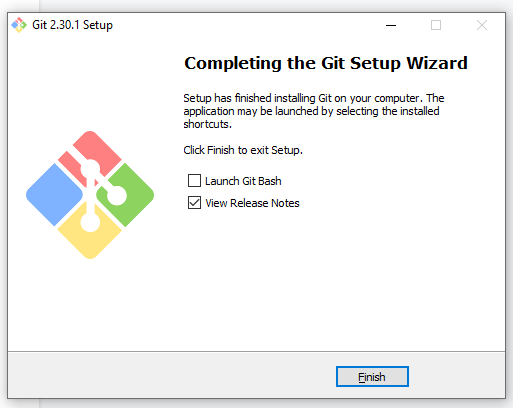 Git 2.30.1 Setup
Completing the Git Setup Wizard
Setup has finished installing Git on your computer. The
application may be launched by selecting the installed
shortcuts.
Click Finish to exit Setup.
Launch Git Bash
View Release Notes
Finish